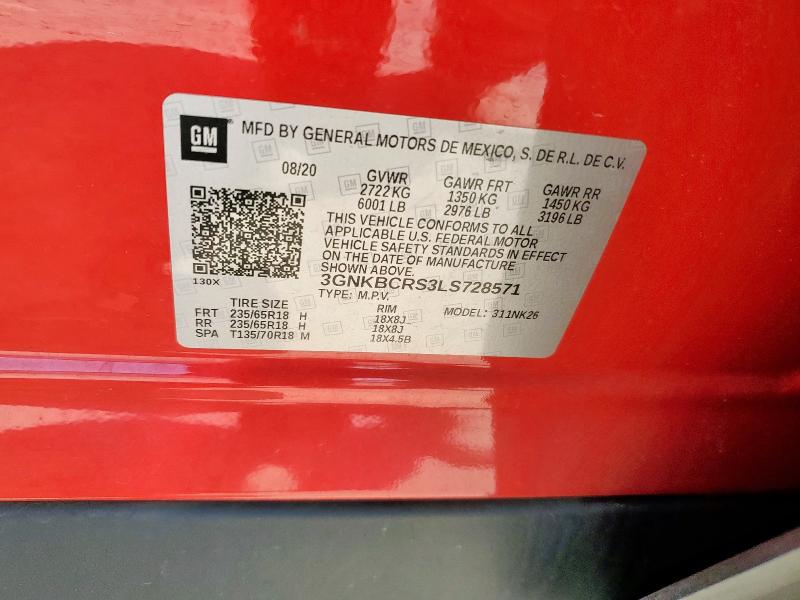 GM MFD BY GENERAL MOTORS DE MEXICO, S. DE R.L. DE C.V.
08/20 GVWR GAWR FRT GAWR RR
2722 KG 1350 KG 1450 KG
6001 LB 2976 LB 3196 LB
THIS VEHICLE CONFORMS TO ALL
APPLICABLE U.S. FEDERAL MOTOR
VEHICLE SAFETY STANDARDS IN EFFECT
ON THE DATE OF MANUFACTURE
SHOWN ABOVE.
130X
3GNKBCRS3LS728571
TYPE: M.P.V. MODEL: 311NK26
TIRE SIZE RIM
FRT 235/65R18 H 18X8J
RR 235/65R18 H 18X8J
SPA T135/70R18 M 18X4.5B